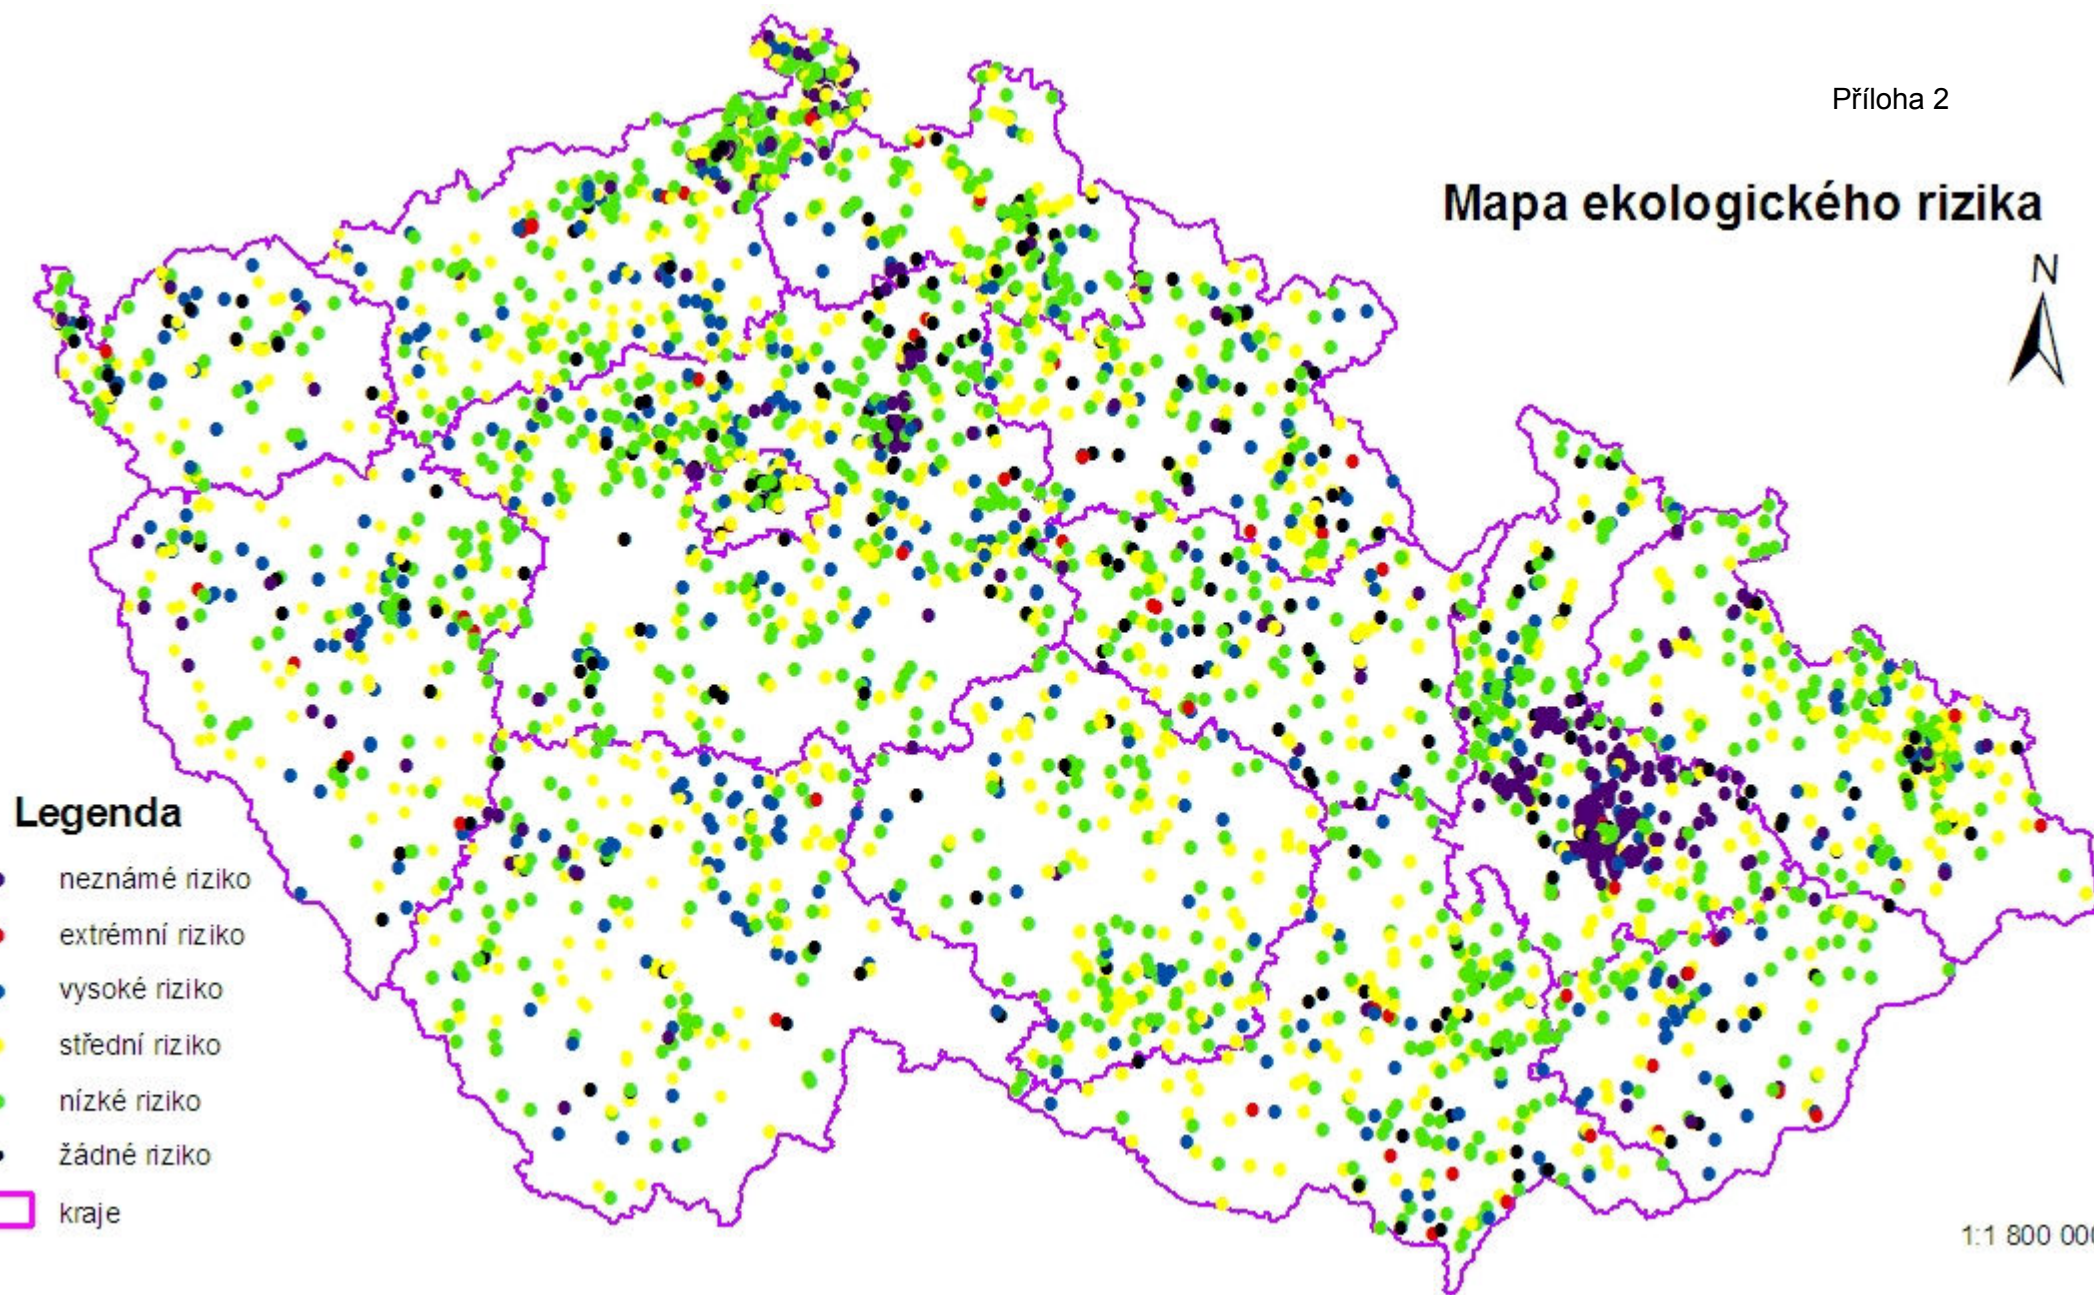 Příloha 2
Mapa ekologického rizika
N
Legenda
neznámé riziko
extrémní riziko
vysoké riziko
střední riziko
nízké riziko
žádné riziko
kraje
1:1 800 000